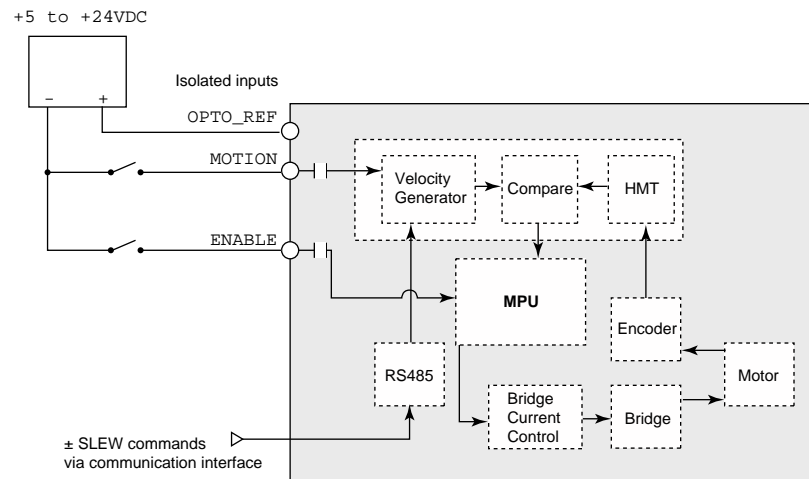 +5 to +24VDC
− +
Isolated inputs
OPTO_REF
MOTION
ENABLE
Velocity
Generator
Compare
HMT
MPU
Encoder
RS485
Bridge
Current
Control
Bridge
Motor
± SLEW commands
via communication interface